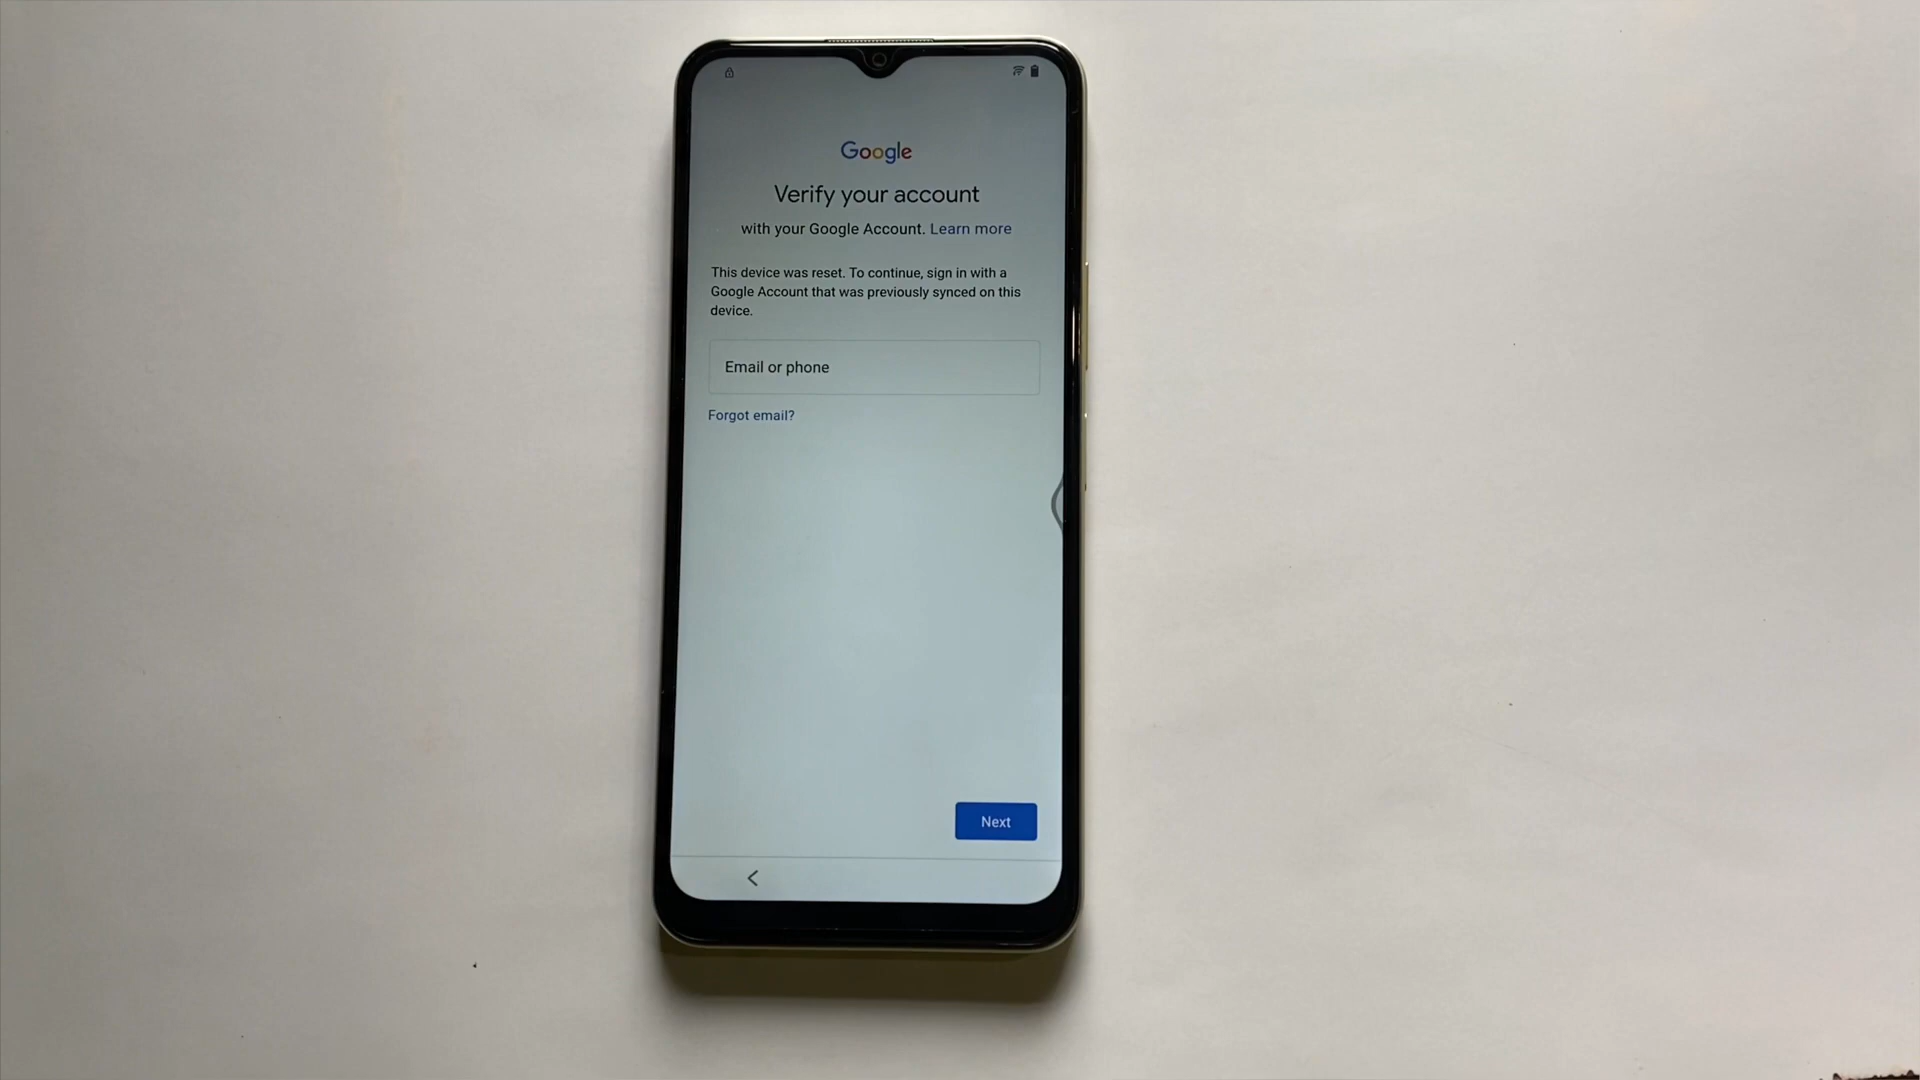 Google
Verify your account
with your Google Account. Learn more
This device was reset. To continue, sign in with a
Google Account that was previously synced on this
device.
Email or phone
Forgot email?
Next